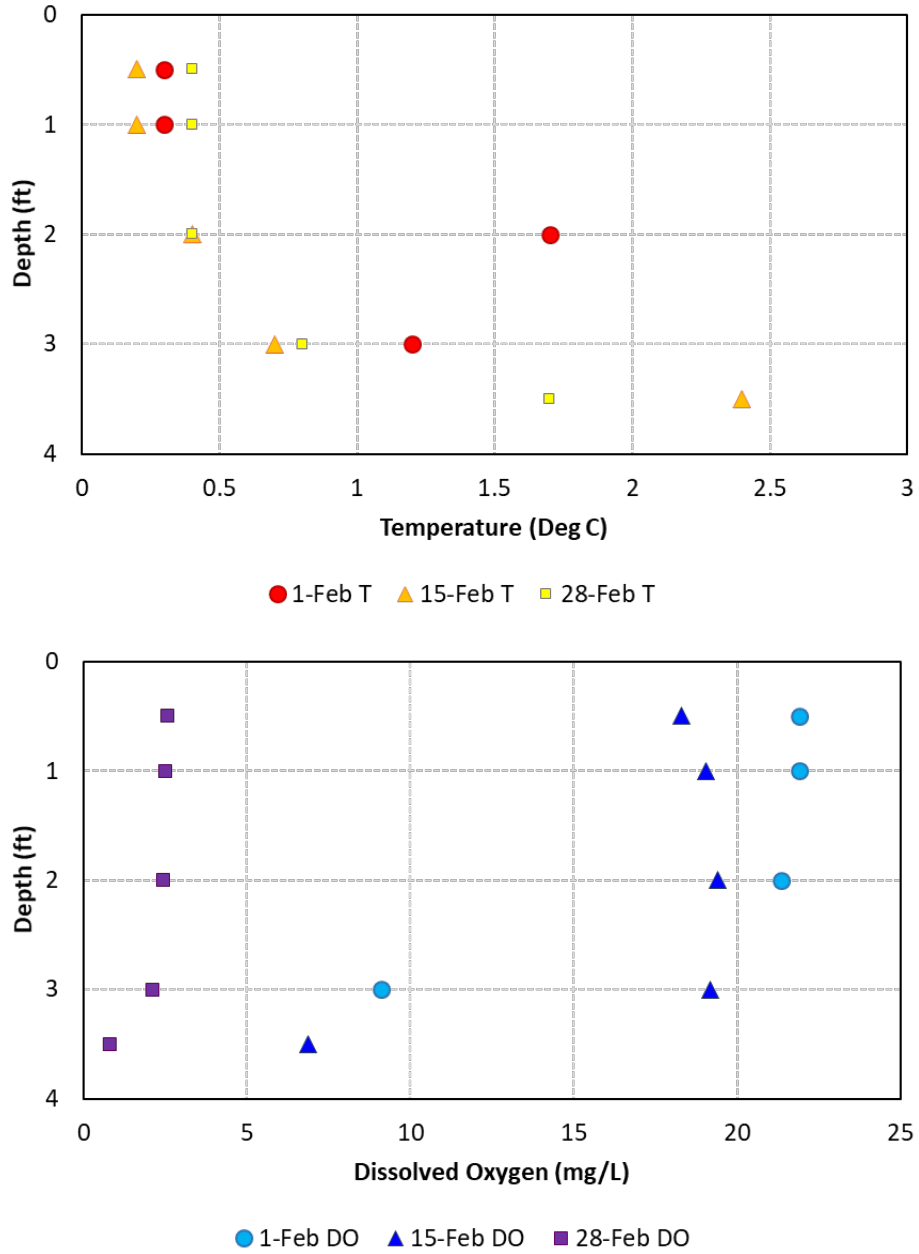 0
1
2
3
4
Depth (ft)
0 0.5 1 1.5 2 2.5 3
Temperature (Deg C)
1-Feb T 15-Feb T 28-Feb T
0
1
2
3
4
Depth (ft)
0 5 10 15 20 25
Dissolved Oxygen (mg/L)
1-Feb DO 15-Feb DO 28-Feb DO